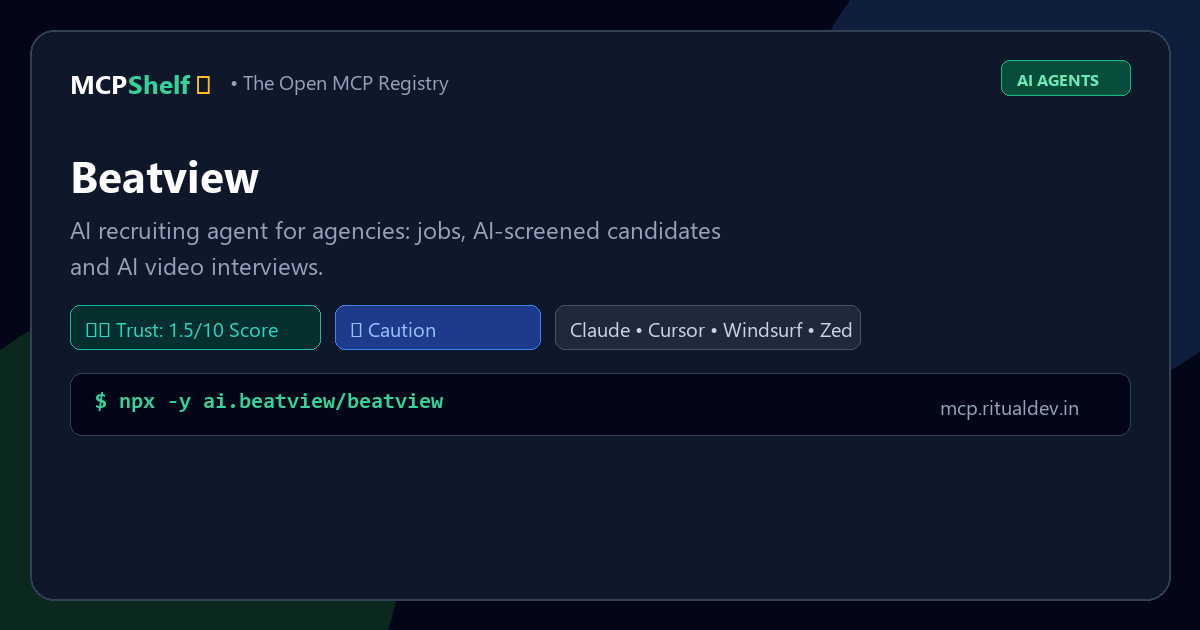 MCPShelf • The Open MCP Registry
AI AGENTS
Beatview
AI recruiting agent for agencies: jobs, AI-screened candidates
and AI video interviews.
Trust: 1.5/10 Score
Caution
Claude • Cursor • Windsurf • Zed
$ npx -y ai.beatview/beatview
mcp.ritualdev.in